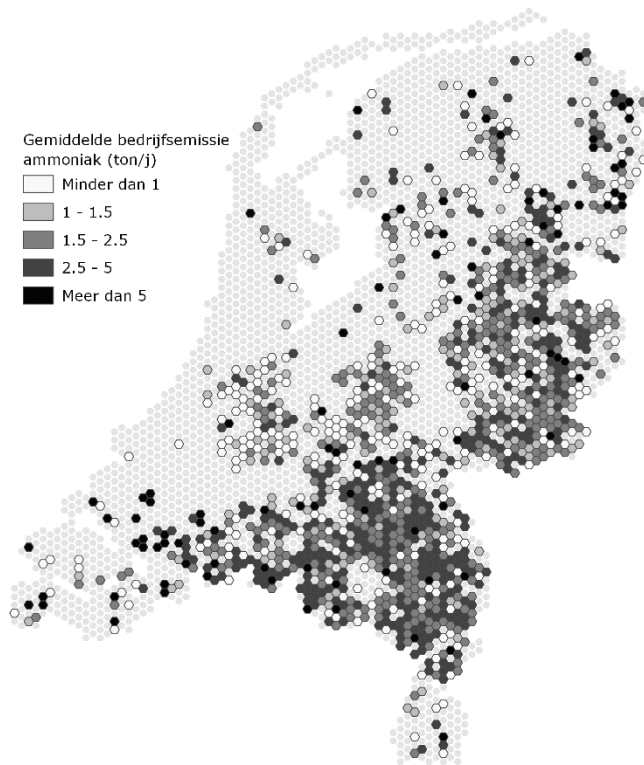 Gemiddelde bedrijfsemissie
ammoniak (ton/j)
Minder dan 1
1 - 1.5
1.5 - 2.5
2.5 - 5
Meer dan 5